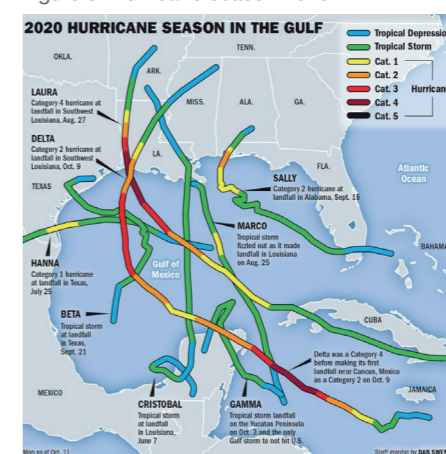 2020 HURRICANE SEASON IN THE GULF
Tropical Depressio
Tropical Storm
Cat. 1
Cat. 2
Cat. 3
Cat. 4
Cat. 5
Hurrican
OKLA.
ARK.
TENN.
MISS.
ALA.
GA.
LAURA
Category 4 hurricane at
landfall in Southwest
Louisiana, Aug. 27
DELTA
Category 2 hurricane at
landfall in Southwest
Louisiana, Oct. 9
LA.
TEXAS
FLA.
Atlantic
Ocean
SALLY
Category 2 hurricane at
landfall in Alabama, Sept. 15
MARCO
Tropical storm
fizzled out as it made
landfall in Louisiana
on Aug. 25
BAHAMA
HANNA
Category 1 hurricane
at landfall in Texas,
July 25
Gulf of
Mexico
BETA
Tropical storm
at landfall
in Texas,
Sept. 21
CUBA
Delta was a Category 4
before making its first
landfall near Cancun, Mexico
as a Category 2 on Oct. 9
JAMAICA
MEXICO
CRISTOBAL
Tropical storm
at landfall
in Louisiana,
June 7
GAMMA
Tropical storm landfall
on the Yucatan Peninsula
on Oct. 3 and the only
Gulf storm to not hit U.S.
Map as of Oct. 11
Staff graphic by DAN SWE